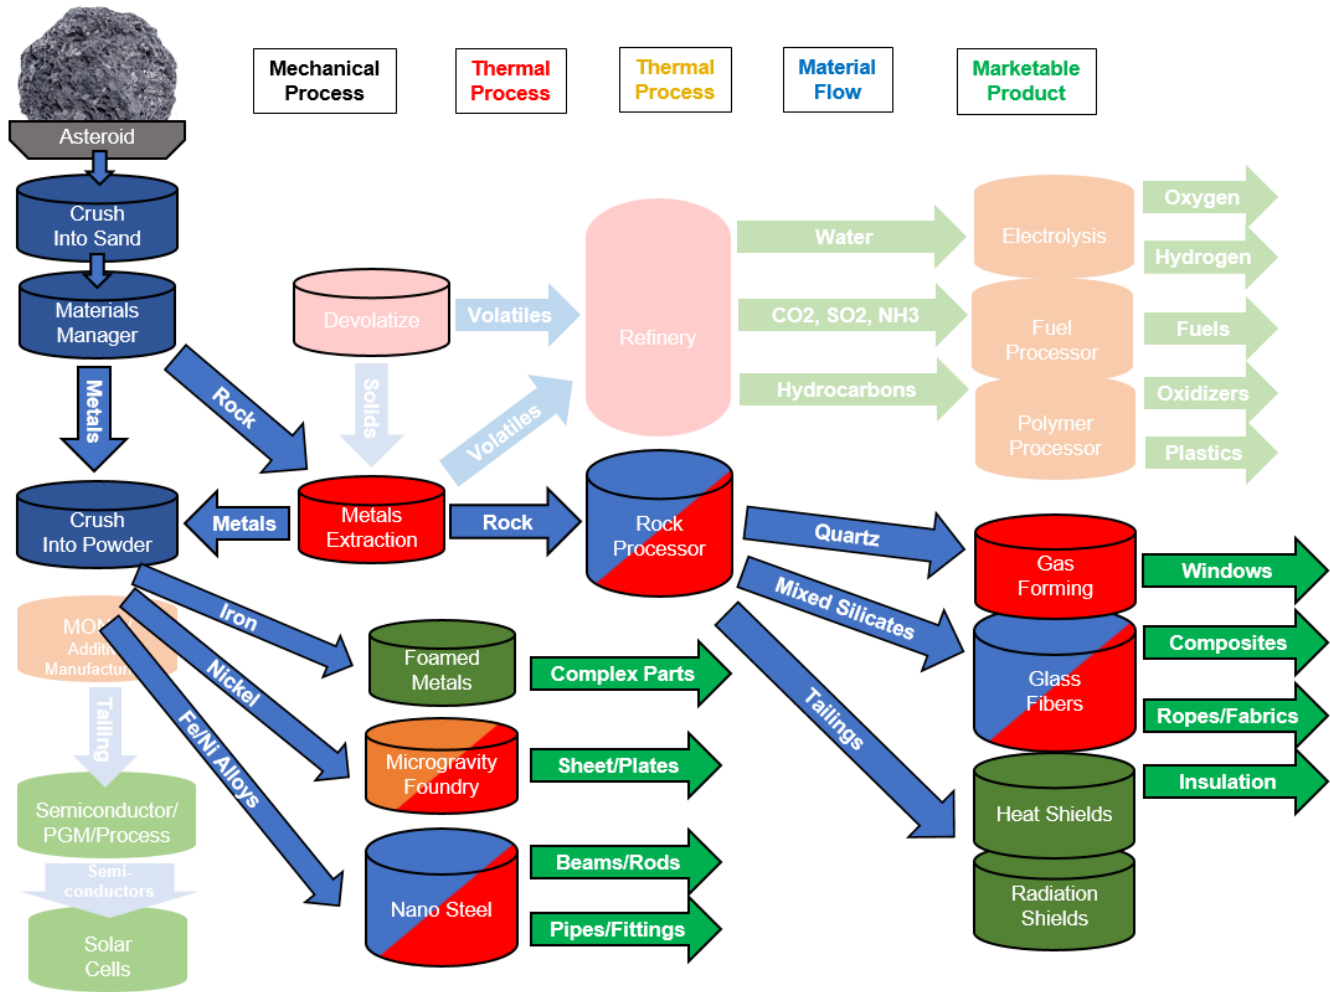 Mechanical
Process
Thermal
Process
Thermal
Process
Material
Flow
Marketable
Product
Asteroid
Crush
Into Sand
Materials
Manager
Metals
Rock
Devolatize
Volatiles
Solids
Volatiles
Refinery
Water
CO2, SO2, NH3
Hydrocarbons
Electrolysis
Fuel
Processor
Polymer
Processor
Oxygen
Hydrogen
Fuels
Oxidizers
Plastics
Crush
Into Powder
Metals
Metals
Extraction
Rock
Rock
Processor
Quartz
Mixed Silicates
Tailings
Gas
Forming
Glass
Fibers
Heat Shields
Radiation
Shields
Windows
Composites
Ropes/Fabrics
Insulation
Iron
Nickel
Fe/Ni Alloys
Foamed
Metals
Complex Parts
Microgravity
Foundry
Sheet/Plates
Nano Steel
Beams/Rods
Pipes/Fittings
Tailing
Semiconductor/
PGM/Process
Semi-
conductors
Solar
Cells